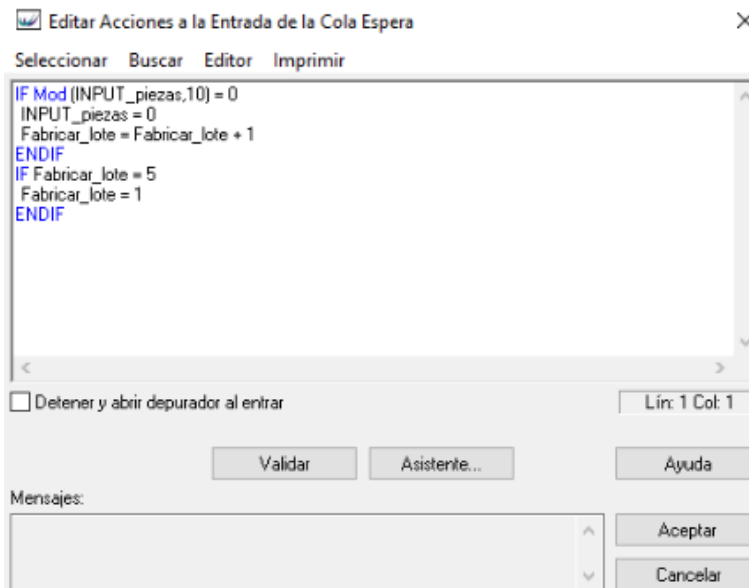 Editar Acciones a la Entrada de la Cola Espera
Seleccionar Buscar Editor Imprimir
IF Mod (INPUT_piezas,10) = 0
INPUT_piezas = 0
Fabricar_lote = Fabricar_lote + 1
ENDIF
IF Fabricar_lote = 5
Fabricar_lote = 1
ENDIF
Detener y abrir depurador al entrar
Lín: 1 Col: 1
Validar Asistente... Ayuda
Mensajes:
Aceptar
Cancelar